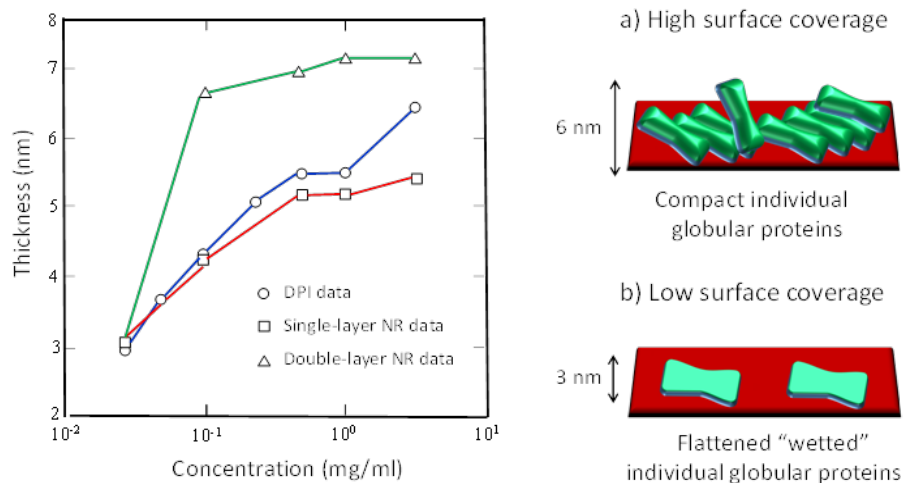 8
7
6
5
4
3
2
Thickness (nm)
10-2
10-1
100
101
Concentration (mg/ml)
DPI data
Single-layer NR data
Double-layer NR data
a) High surface coverage
6 nm
Compact individual
globular proteins
b) Low surface coverage
3 nm
Flattened “wetted”
individual globular proteins